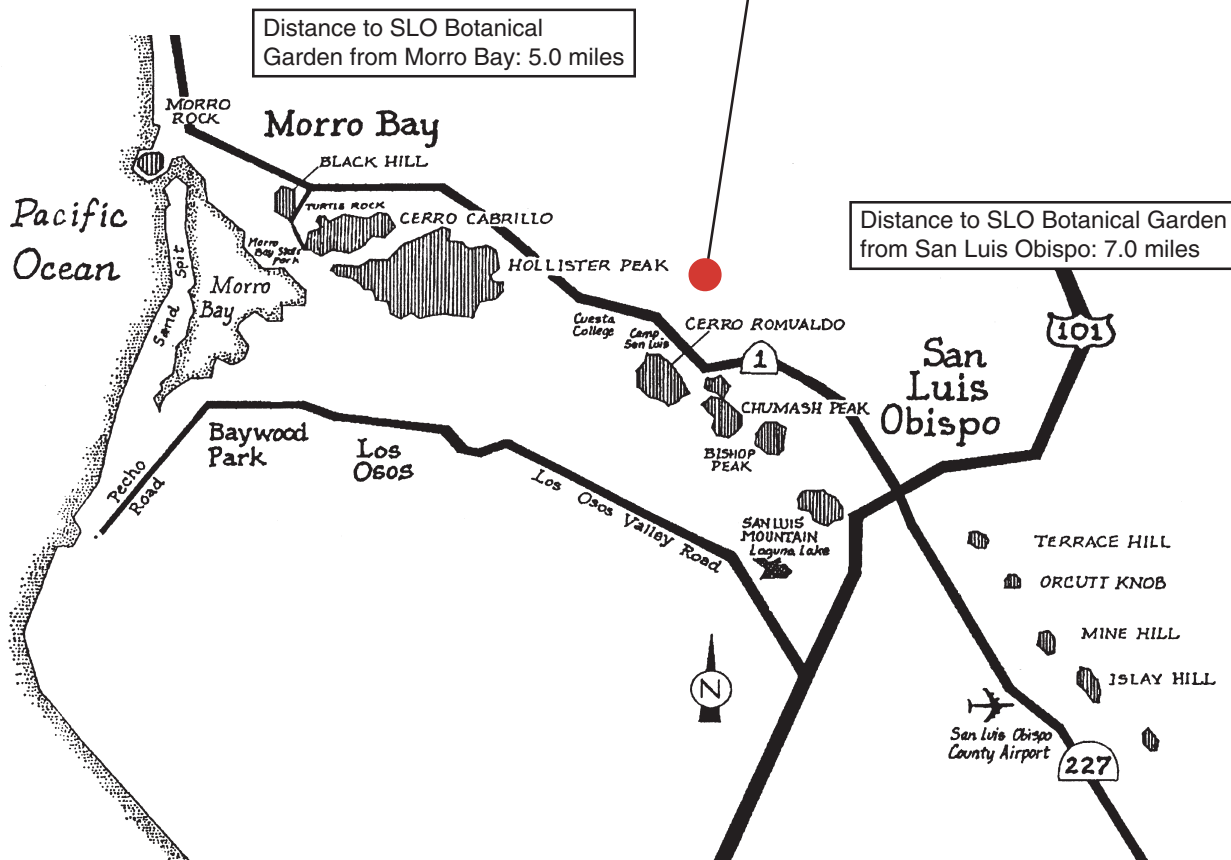 Distance to SLO Botanical
Garden from Morro Bay: 5.0 miles
MORRO
ROCK
Morro Bay
BLACK HILL
TURTLE ROCK
CERRO CABRILLO
Pacific
Ocean
Morro
Bay State
Park
Sand Spit
Morro
Bay
HOLLISTER PEAK
Distance to SLO Botanical Garden
from San Luis Obispo: 7.0 miles
Cuesta
College
Camp
San Luis
CERRO ROMUALDO
1
101
San
Luis
Obispo
CHUMASH PEAK
BISHOP
PEAK
Baywood
Park
Los
Osos
Pecho
Road
Los Osos Valley Road
SAN LUIS
MOUNTAIN
Laguna Lake
TERRACE HILL
ORCUTT KNOB
MINE HILL
ISLAY HILL
N
San Luis Obispo
County Airport
227